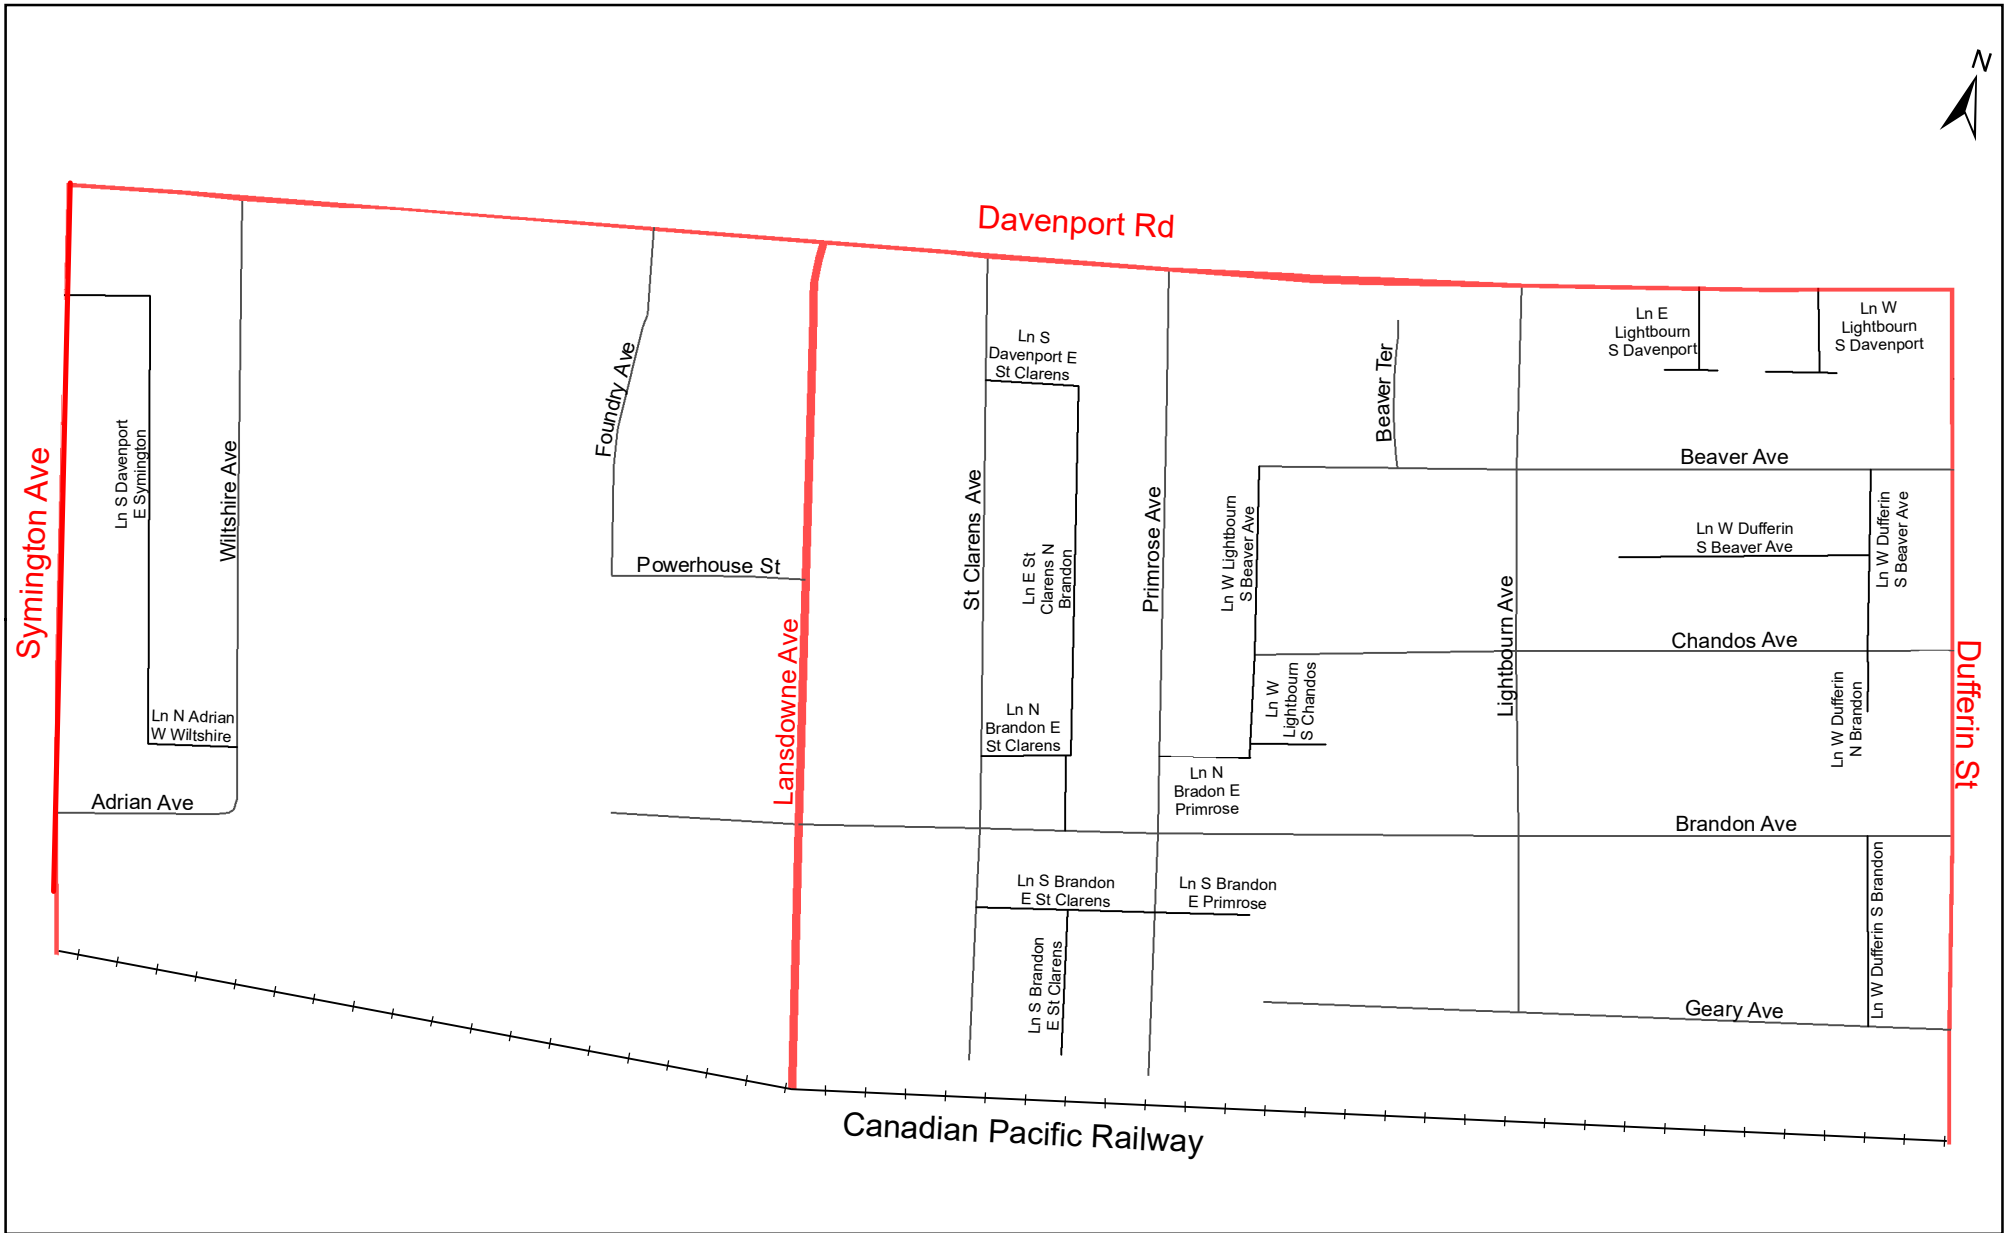 N
Davenport Rd
Ln S
Davenport E
St Clarens
Ln E
Lightbourn
S Davenport
Ln W
Lightbourn
S Davenport
Foundry Ave
Beaver Ter
Symington Ave
Ln S Davenport
E Symington
Wiltshire Ave
Powerhouse St
Lansdowne Ave
St Clarens Ave
Ln E St
Clarens N
Brandon
Primrose Ave
Ln W Lightbourn
S Beaver Ave
Beaver Ave
Ln W Dufferin
S Beaver Ave
Ln W Dufferin
S Beaver Ave
Lightbourn Ave
Chandos Ave
Dufferin St
Ln W
Lightbourn
S Chandos
Ln W Dufferin
N Brandon
Ln N Adrian
W Wiltshire
Ln N
Brandon E
St Clarens
Ln N
Bradon E
Primrose
Adrian Ave
Brandon Ave
Ln S Brandon
E St Clarens
Ln S Brandon
E Primrose
Ln S Brandon
E St Clarens
Ln W Dufferin S Brandon
Geary Ave
Canadian Pacific Railway